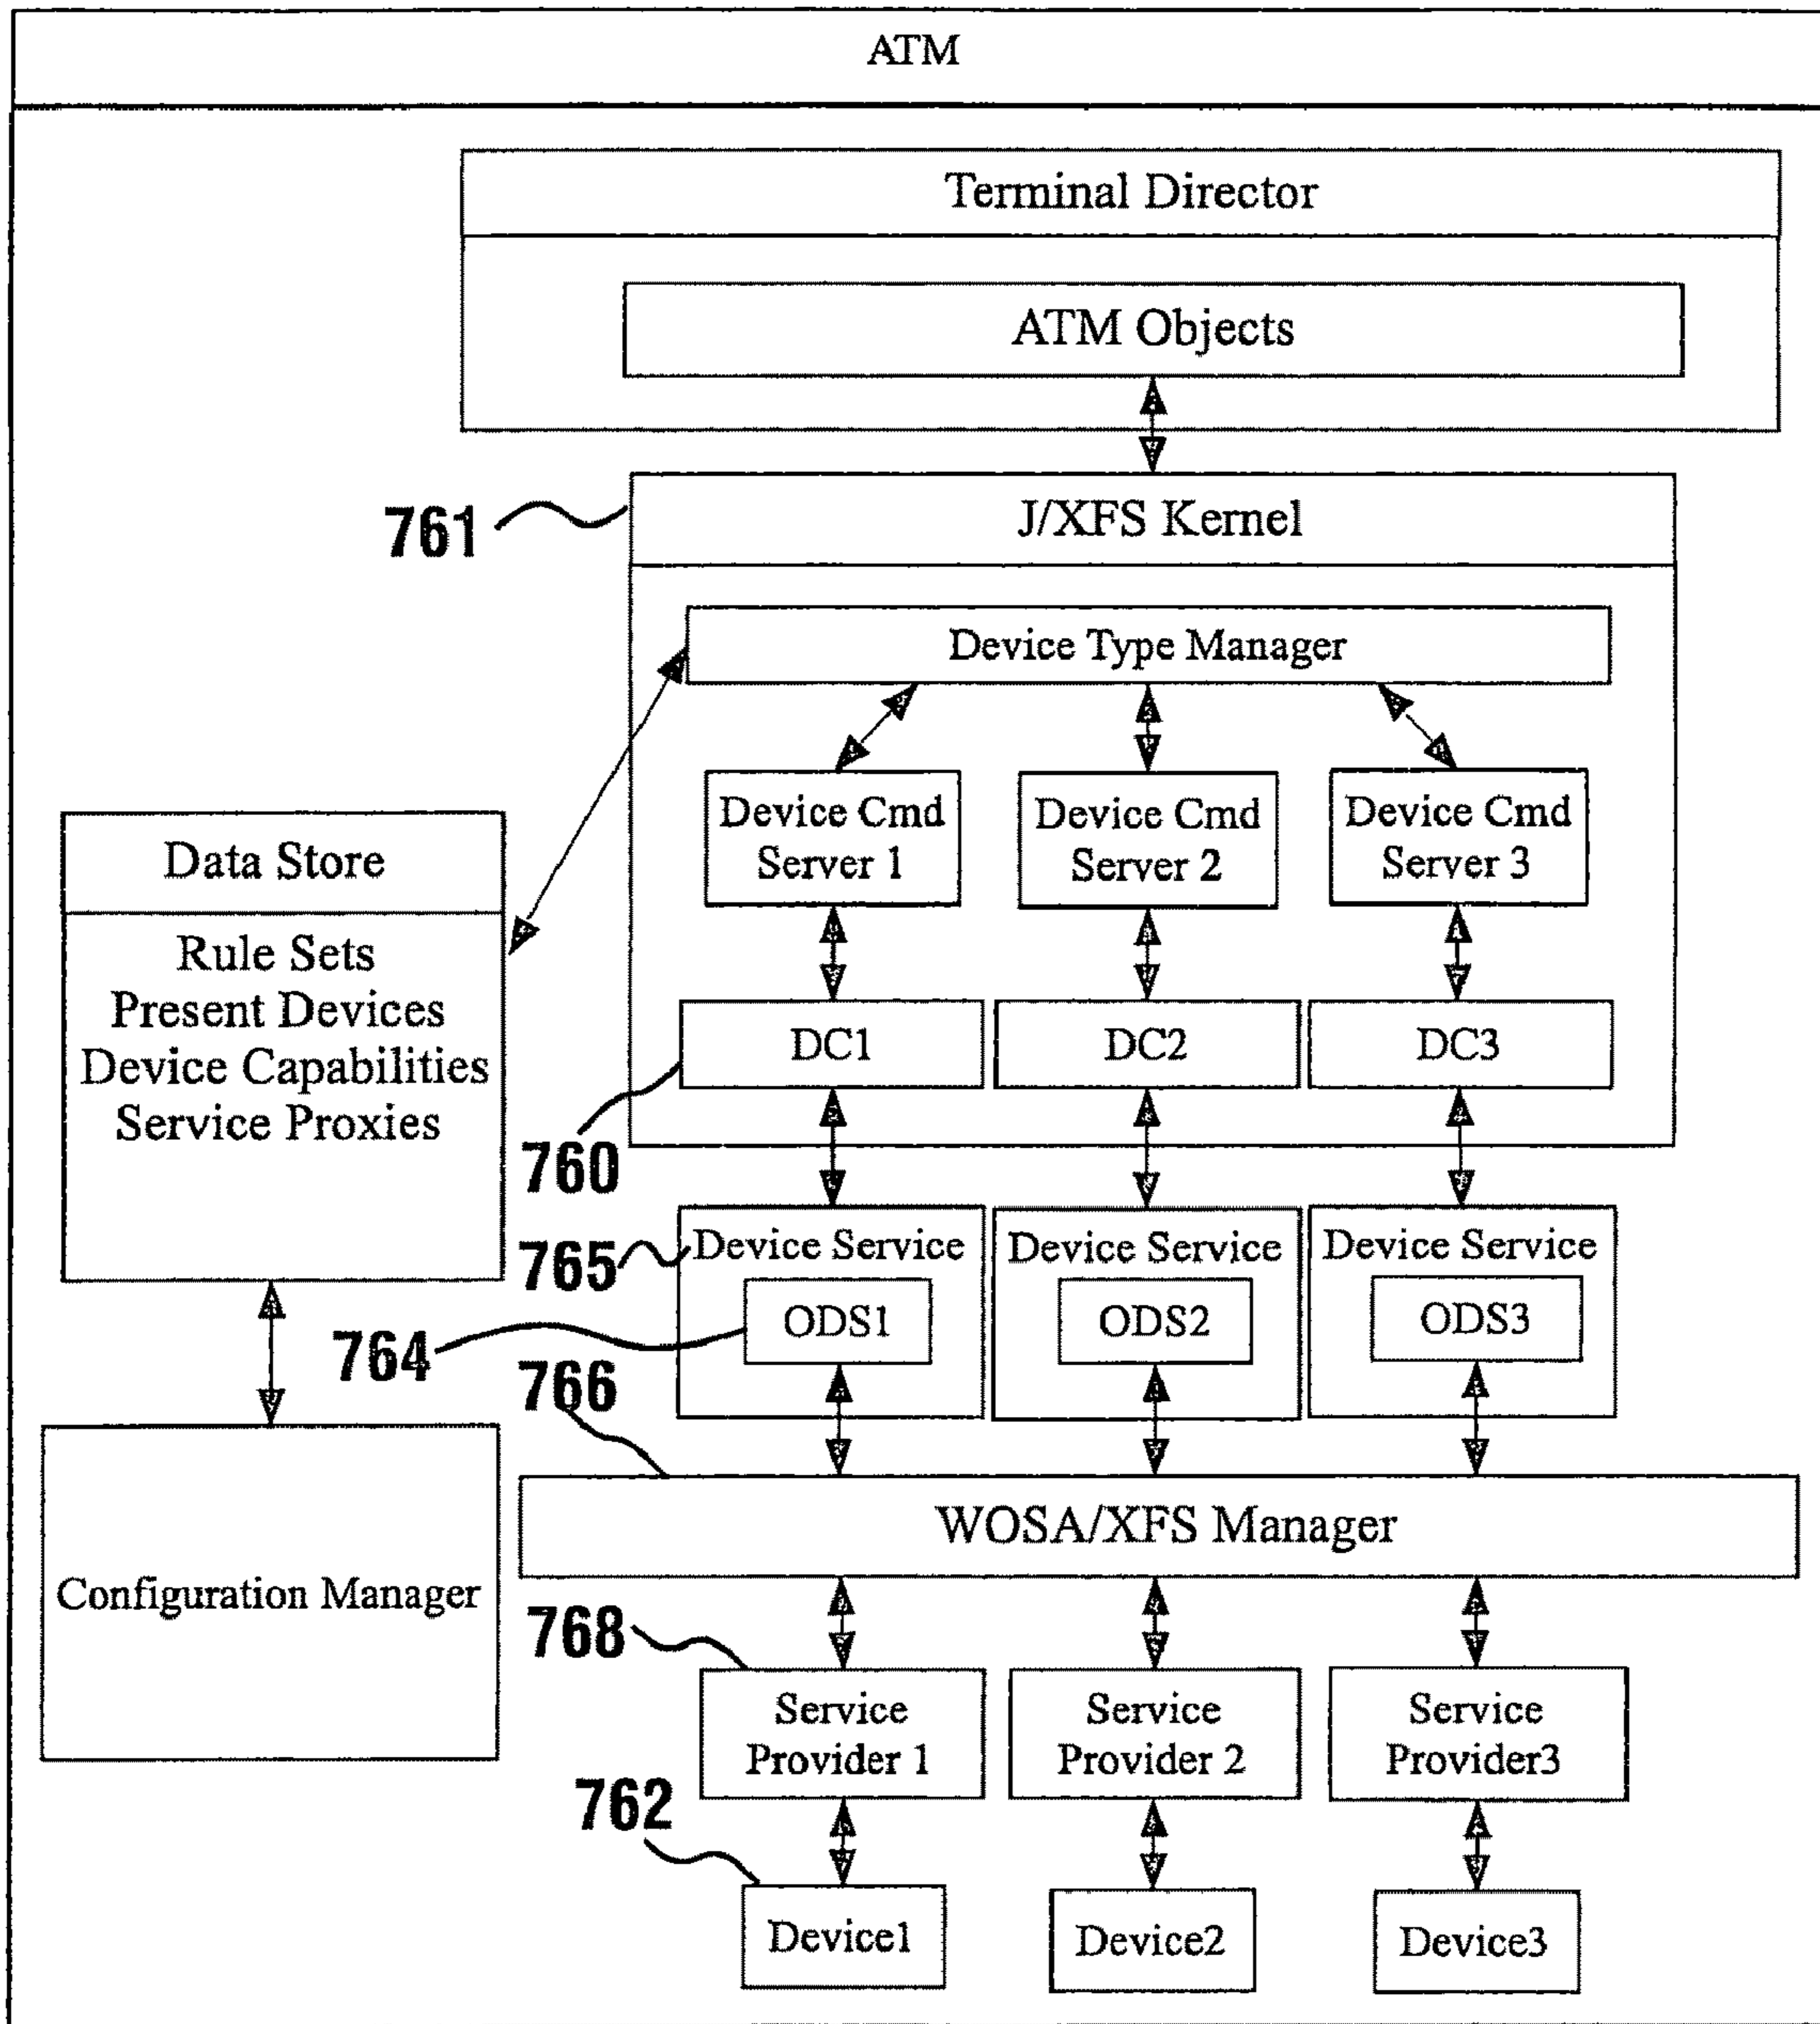 ATM
Terminal Director
ATM Objects
761
J/XFS Kernel
Device Type Manager
Device Cmd
Server 1
Device Cmd
Server 2
Device Cmd
Server 3
Data Store
Rule Sets
Present Devices
Device Capabilities
Service Proxies
DC1
DC2
DC3
760
765
Device Service
ODS1
Device Service
ODS2
Device Service
ODS3
764
766
WOSA/XFS Manager
Configuration Manager
768
Service
Provider 1
Service
Provider 2
Service
Provider3
762
Device1
Device2
Device3